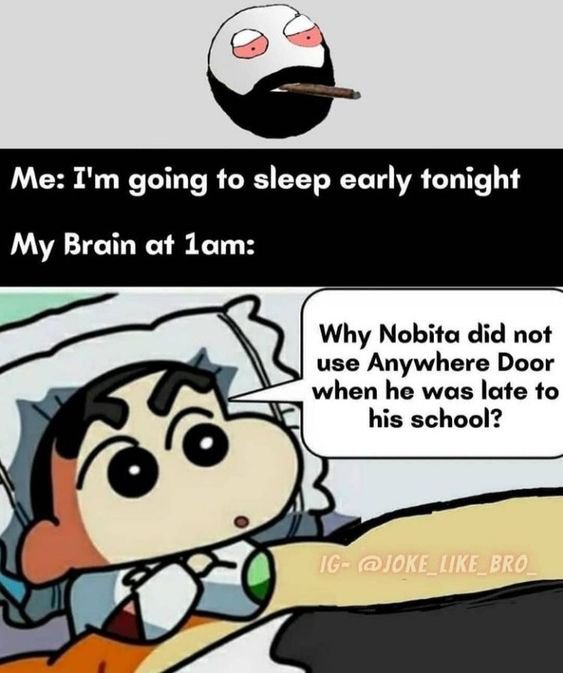 Me: I'm going to sleep early tonight
My Brain at 1am:
Why Nobita did not
use Anywhere Door
when he was late to
his school?
IG- @JOKE_LIKE_BRO_